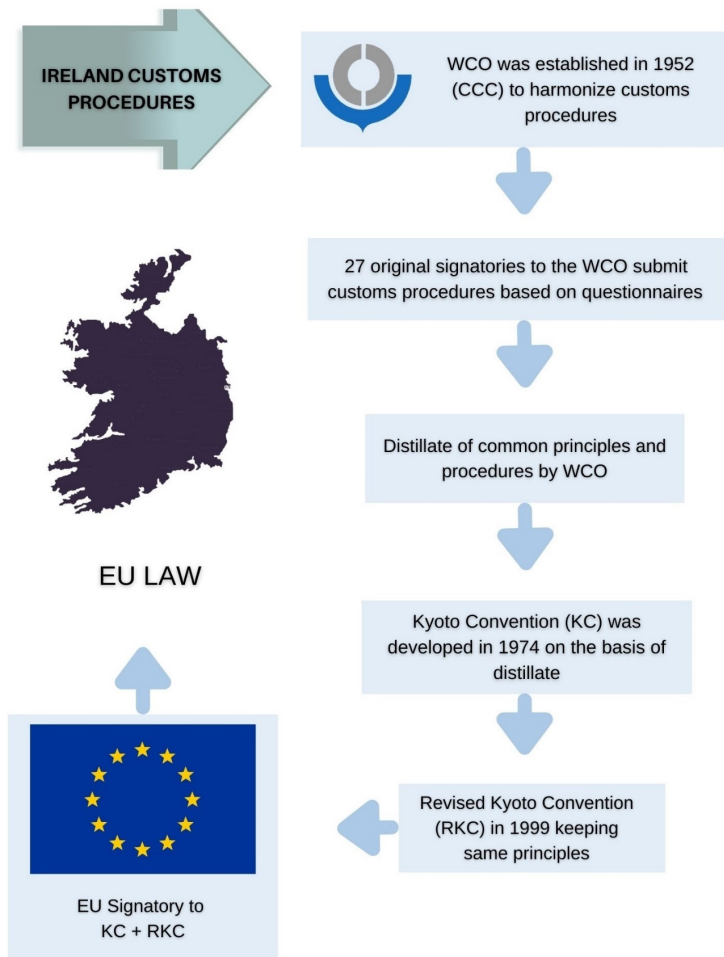 IRELAND CUSTOMS
PROCEDURES
WCO was established in 1952
(CCC) to harmonize customs
procedures
27 original signatories to the WCO submit
customs procedures based on questionnaires
Distillate of common principles and
procedures by WCO
Kyoto Convention (KC) was
developed in 1974 on the basis of
distillate
Revised Kyoto Convention
(RKC) in 1999 keeping
same principles
EU Signatory to
KC + RKC
EU LAW